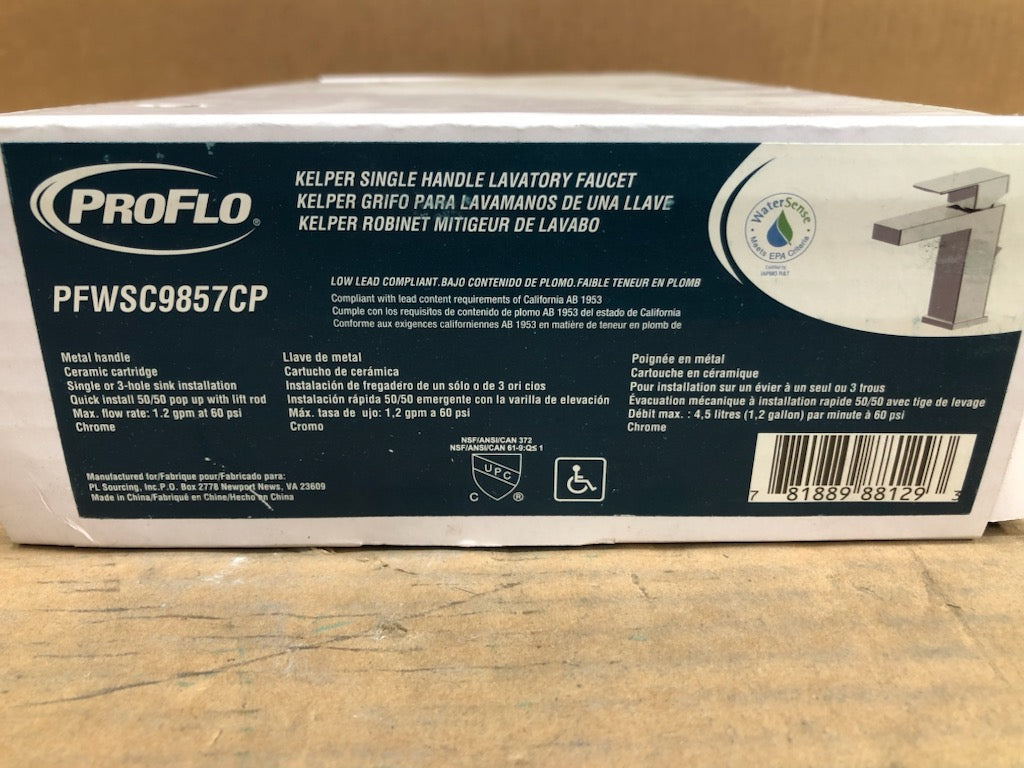 PROFLO®
KELPER SINGLE HANDLE LAVATORY FAUCET
KELPER GRIFO PARA LAVAMANOS DE UNA LLAVE
KELPER ROBINET MITIGEUR DE LAVABO
WaterSense
Meets EPA Criteria
Certified by
IAPMO R&T
PFWSC9857CP
LOW LEAD COMPLIANT.BAJO CONTENIDO DE PLOMO.FAIBLE TENEUR EN PLOMB
Compliant with lead content requirements of California AB 1953
Cumple con los requisitos de contenido de plomo AB 1953 del estado de California
Conforme aux exigences californiennes AB 1953 en matière de teneur en plomb de
Metal handle
Ceramic cartridge
Single or 3-hole sink installation
Quick install 50/50 pop up with lift rod
Max. flow rate: 1.2 gpm at 60 psi
Chrome
Llave de metal
Cartucho de cerámica
Instalación de fregadero de un sólo o de 3 ori cios
Instalación rápida 50/50 emergente con la varilla de elevación
Máx. tasa de ujo: 1,2 gpm a 60 psi
Cromo
Poignée en métal
Cartouche en céramique
Pour installation sur un évier à un seul ou 3 trous
Évacuation mécanique à installation rapide 50/50 avec tige de levage
Débit max. : 4,5 litres (1,2 gallon) par minute à 60 psi
Chrome
Manufactured for/Fabrique pour/Fabricado para:
PL Sourcing, Inc.P.O. Box 2778 Newport News, VA 23609
Made in China/Fabriqué en Chine/Hecho en China
NSF/ANSI/CAN 372
NSF/ANSI/CAN 61-9:Q≤ 1
UPC
C ®
7 81889 88129 3